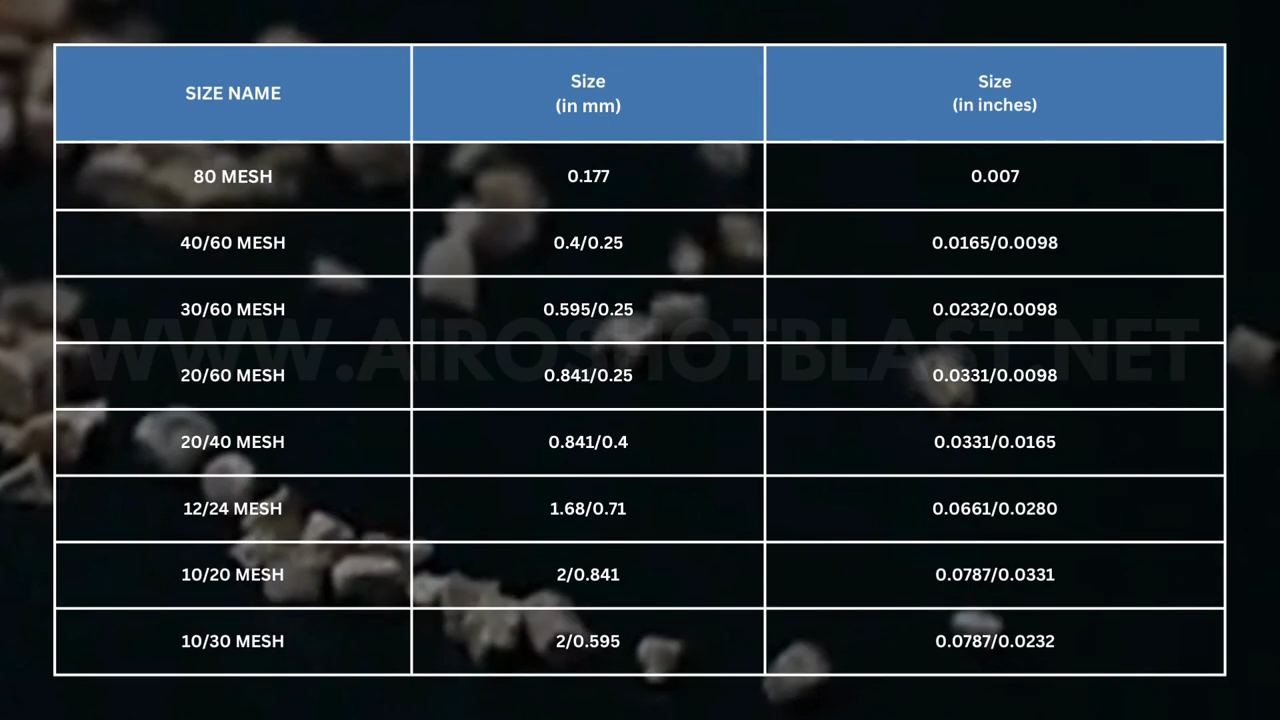 SIZE NAME
Size
(in mm)
Size
(in inches)
80 MESH 0.177 0.007
40/60 MESH 0.4/0.25 0.0165/0.0098
30/60 MESH 0.595/0.25 0.0232/0.0098
WWW.AIROSHOTBLAST.NET
20/60 MESH 0.841/0.25 0.0331/0.0098
20/40 MESH 0.841/0.4 0.0331/0.0165
12/24 MESH 1.68/0.71 0.0661/0.0280
10/20 MESH 2/0.841 0.0787/0.0331
10/30 MESH 2/0.595 0.0787/0.0232